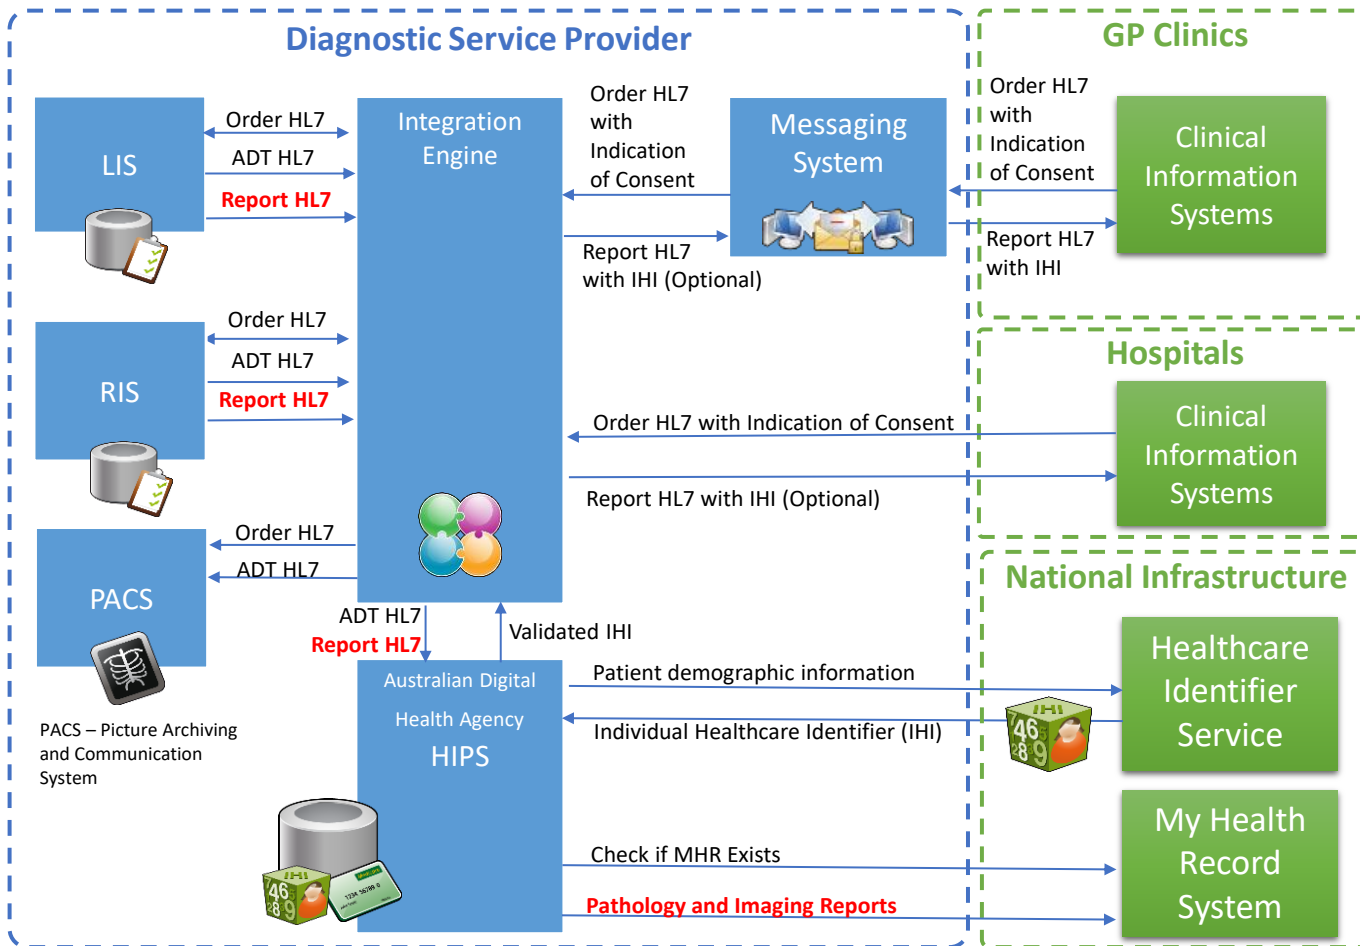 Diagnostic Service Provider
LIS
Order HL7
ADT HL7
Report HL7
RIS
Order HL7
ADT HL7
Report HL7
PACS
Order HL7
ADT HL7
PACS – Picture Archiving
and Communication
System
Integration
Engine
Order HL7
with
Indication
of Consent
Report HL7
with IHI (Optional)
Messaging
System
Order HL7 with Indication of Consent
Report HL7 with IHI (Optional)
ADT HL7
Report HL7
Validated IHI
Australian Digital
Health Agency
HIPS
Patient demographic information
Individual Healthcare Identifier (IHI)
Check if MHR Exists
Pathology and Imaging Reports
IHI
GP Clinics
Order HL7
with
Indication
of Consent
Report HL7
with IHI
Clinical
Information
Systems
Hospitals
Clinical
Information
Systems
National Infrastructure
IHI
Healthcare
Identifier
Service
My Health
Record
System